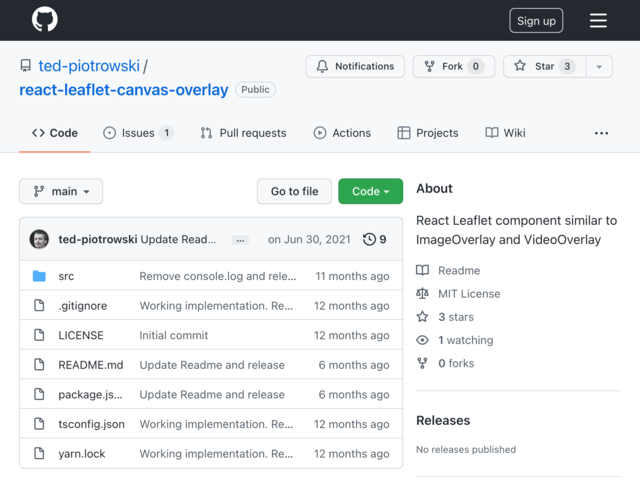 Sign up
ted-piotrowski /
react-leaflet-canvas-overlay Public
Notifications
Fork 0
Star 3
Code
Issues 1
Pull requests
Actions
Projects
Wiki
...
main
Go to file
Code
ted-piotrowski Update Read... ... on Jun 30, 2021 9
src Remove console.log and rele... 11 months ago
.gitignore Working implementation. Re... 12 months ago
LICENSE Initial commit 12 months ago
README.md Update Readme and release 6 months ago
package.js... Update Readme and release 6 months ago
tsconfig.json Working implementation. Re... 12 months ago
yarn.lock Working implementation. Re... 12 months ago
About
React Leaflet component similar to
ImageOverlay and VideoOverlay
Readme
MIT License
3 stars
1 watching
0 forks
Releases
No releases published